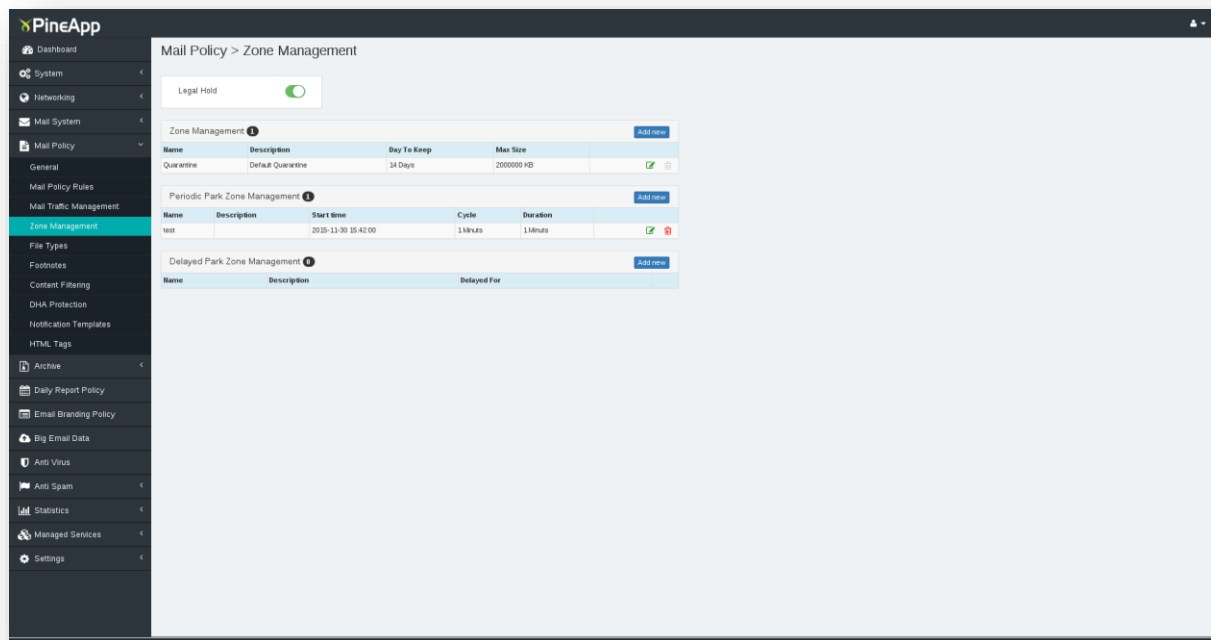 PineApp
Dashboard
System
Networking
Mail System
Mail Policy
General
Mail Policy Rules
Mail Traffic Management
Zone Management
File Types
Footnotes
Content Filtering
DHA Protection
Notification Templates
HTML Tags
Archive
Daily Report Policy
Email Branding Policy
Big Email Data
Anti Virus
Anti Spam
Statistics
Managed Services
Settings
Mail Policy > Zone Management
Legal Hold
Zone Management 1 Add new
Name Description Day To Keep Max Size
Quarantine Default Quarantine 14 Days 2000000 KB
Periodic Park Zone Management 1 Add new
Name Description Start time Cycle Duration
test 2015-11-30 15:42:00 1 Minuts 1 Minuts
Delayed Park Zone Management 0 Add new
Name Description Delayed For